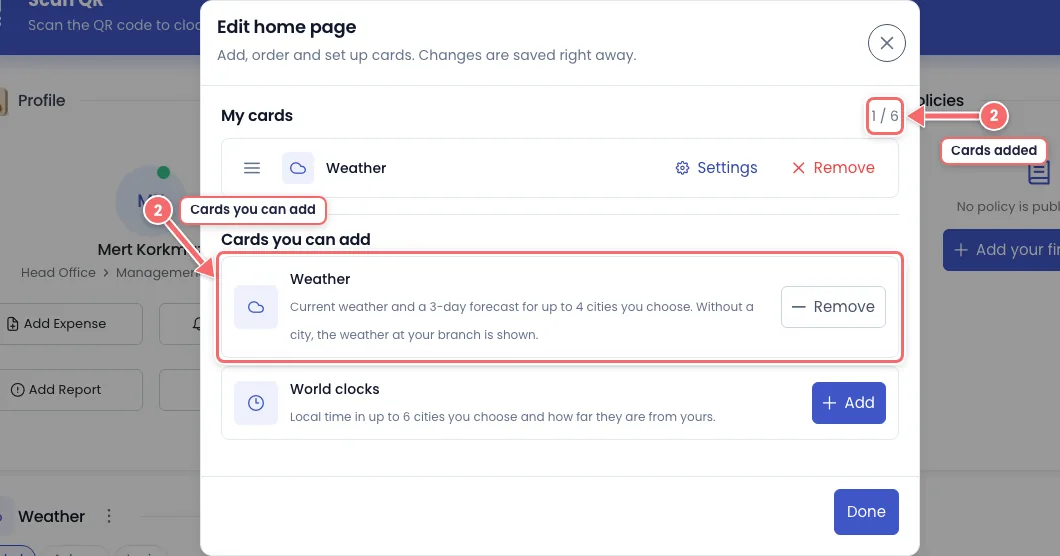 Scan QR
Scan the QR code to cloc
Edit home page
Add, order and set up cards. Changes are saved right away.
Profile
My cards
1 / 6
2
Cards added
Weather
Settings
Remove
2
Cards you can add
Cards you can add
Mert Korkm
Head Office > Managemen
Add Expense
Add Report
No policy is publ
Add your fir
Weather
Current weather and a 3-day forecast for up to 4 cities you choose. Without a
city, the weather at your branch is shown.
Remove
World clocks
Local time in up to 6 cities you choose and how far they are from yours.
Add
Weather
Done